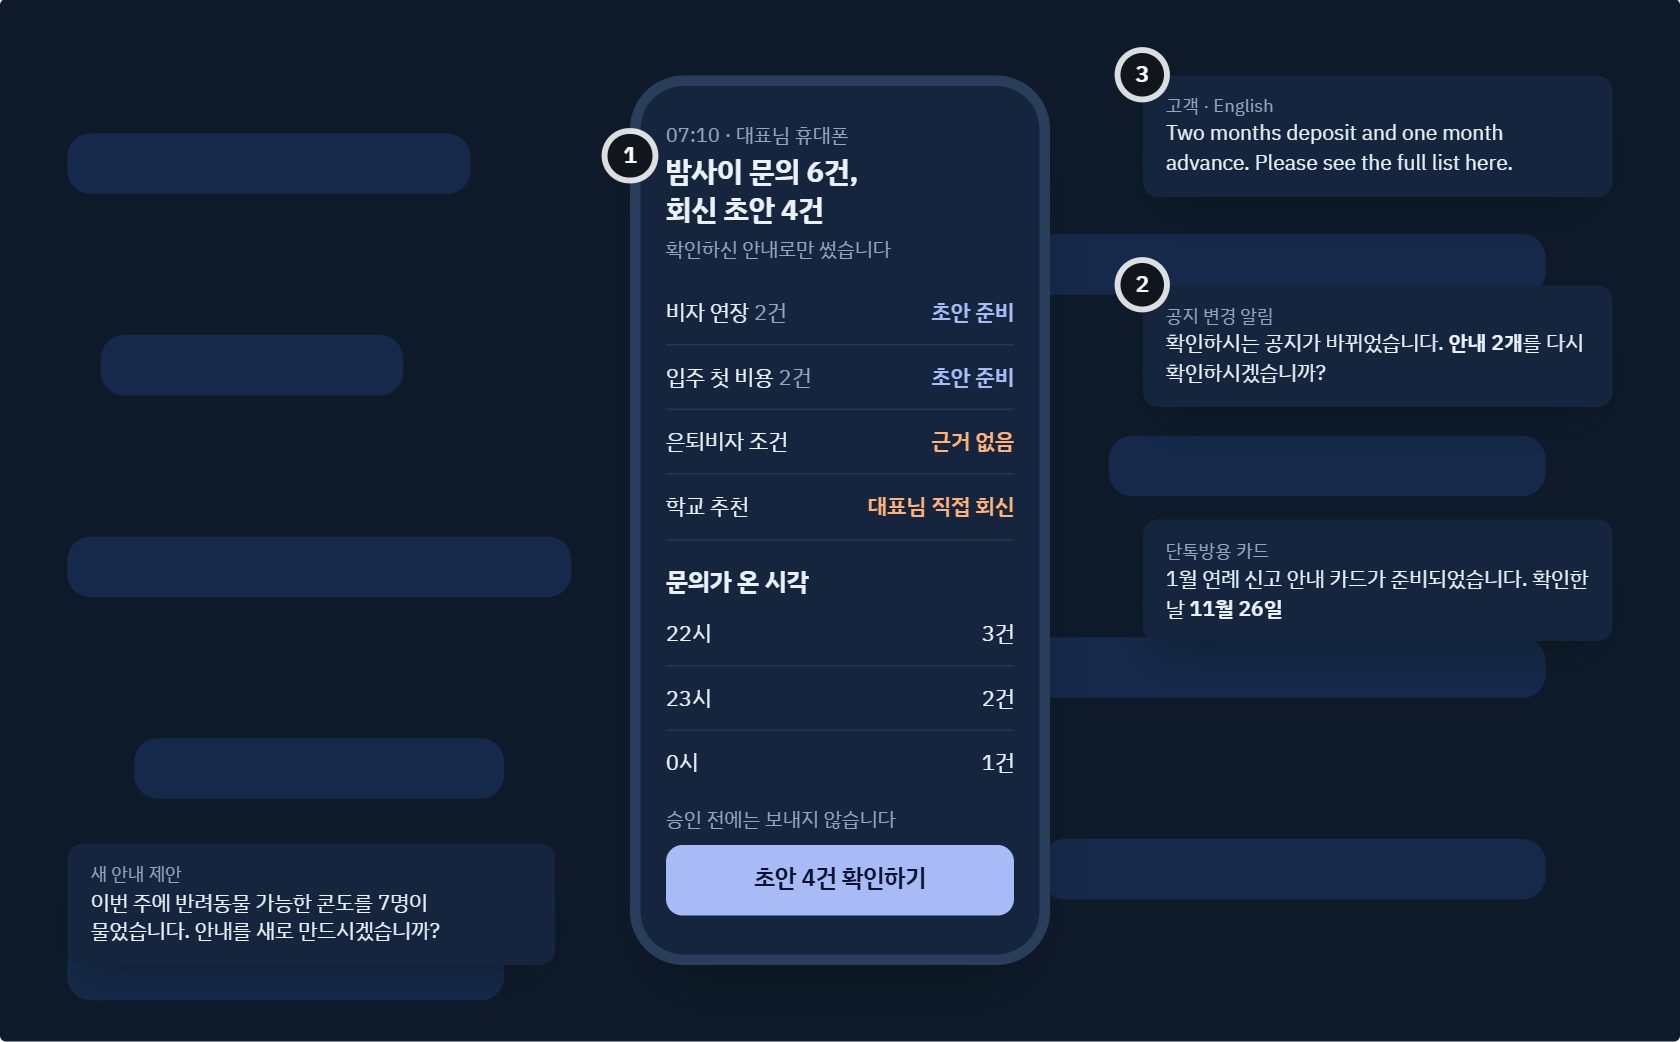 1
07:10 · 대표님 휴대폰
밤사이 문의 6건,
회신 초안 4건
확인하신 안내로만 썼습니다
비자 연장 2건 초안 준비
입주 첫 비용 2건 초안 준비
은퇴비자 조건 근거 없음
학교 추천 대표님 직접 회신
문의가 온 시각
22시 3건
23시 2건
0시 1건
승인 전에는 보내지 않습니다
초안 4건 확인하기
3
고객 · English
Two months deposit and one month
advance. Please see the full list here.
2
공지 변경 알림
확인하시는 공지가 바뀌었습니다. 안내 2개를 다시
확인하시겠습니까?
단톡방용 카드
1월 연례 신고 안내 카드가 준비되었습니다. 확인한
날 11월 26일
새 안내 제안
이번 주에 반려동물 가능한 콘도를 7명이
물었습니다. 안내를 새로 만드시겠습니까?